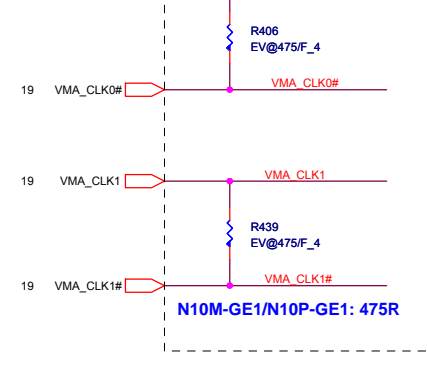 R406
EV@475/F_4
19 VMA_CLK0# VMA_CLK0#
19 VMA_CLK1 VMA_CLK1
R439
EV@475/F_4
19 VMA_CLK1# VMA_CLK1#
N10M-GE1/N10P-GE1: 475R